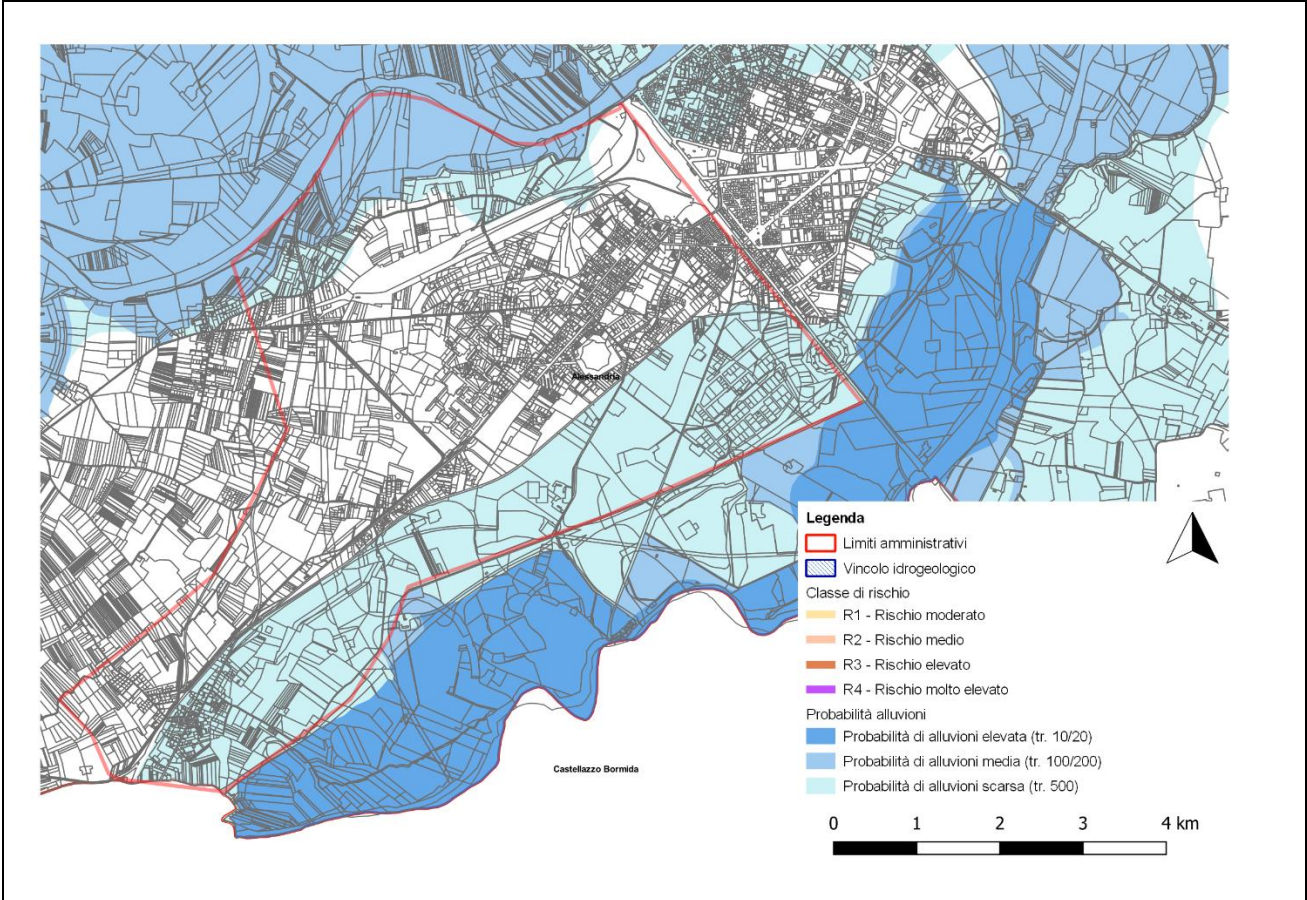 Alessandria
Castellazzo Bormida
Legenda
Limiti amministrativi
Vincolo idrogeologico
Classe di rischio
R1 - Rischio moderato
R2 - Rischio medio
R3 - Rischio elevato
R4 - Rischio molto elevato
Probabilità alluvioni
Probabilità di alluvioni elevata (tr. 10/20)
Probabilità di alluvioni media (tr. 100/200)
Probabilità di alluvioni scarsa (tr. 500)
0 1 2 3 4 km